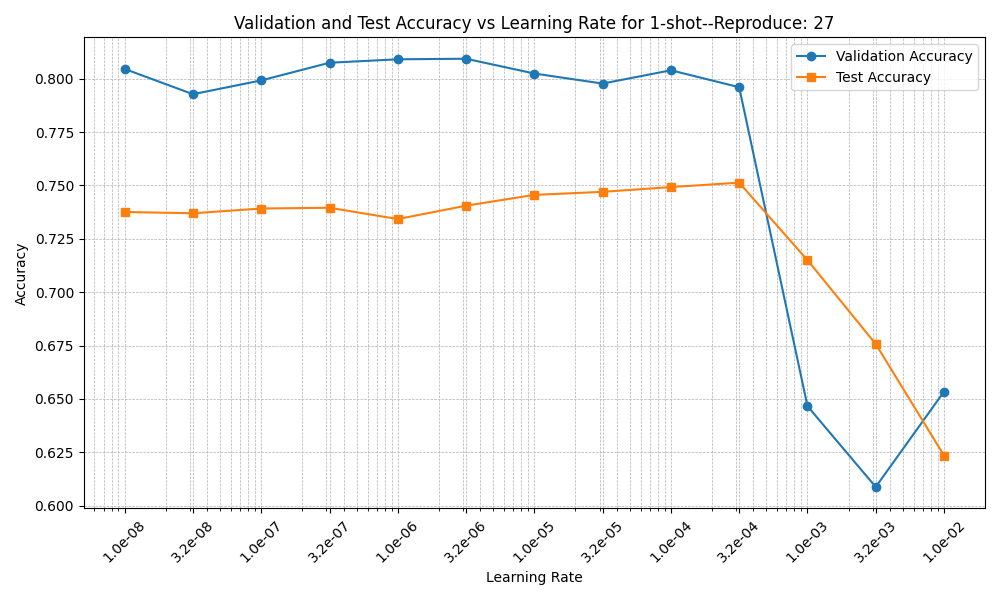 Validation and Test Accuracy vs Learning Rate for 1-shot--Reproduce: 27
Validation Accuracy
Test Accuracy
Accuracy
0.800
0.775
0.750
0.725
0.700
0.675
0.650
0.625
0.600
1.0e-08
3.2e-08
1.0e-07
3.2e-07
1.0e-06
3.2e-06
1.0e-05
3.2e-05
1.0e-04
3.2e-04
1.0e-03
3.2e-03
1.0e-02
Learning Rate